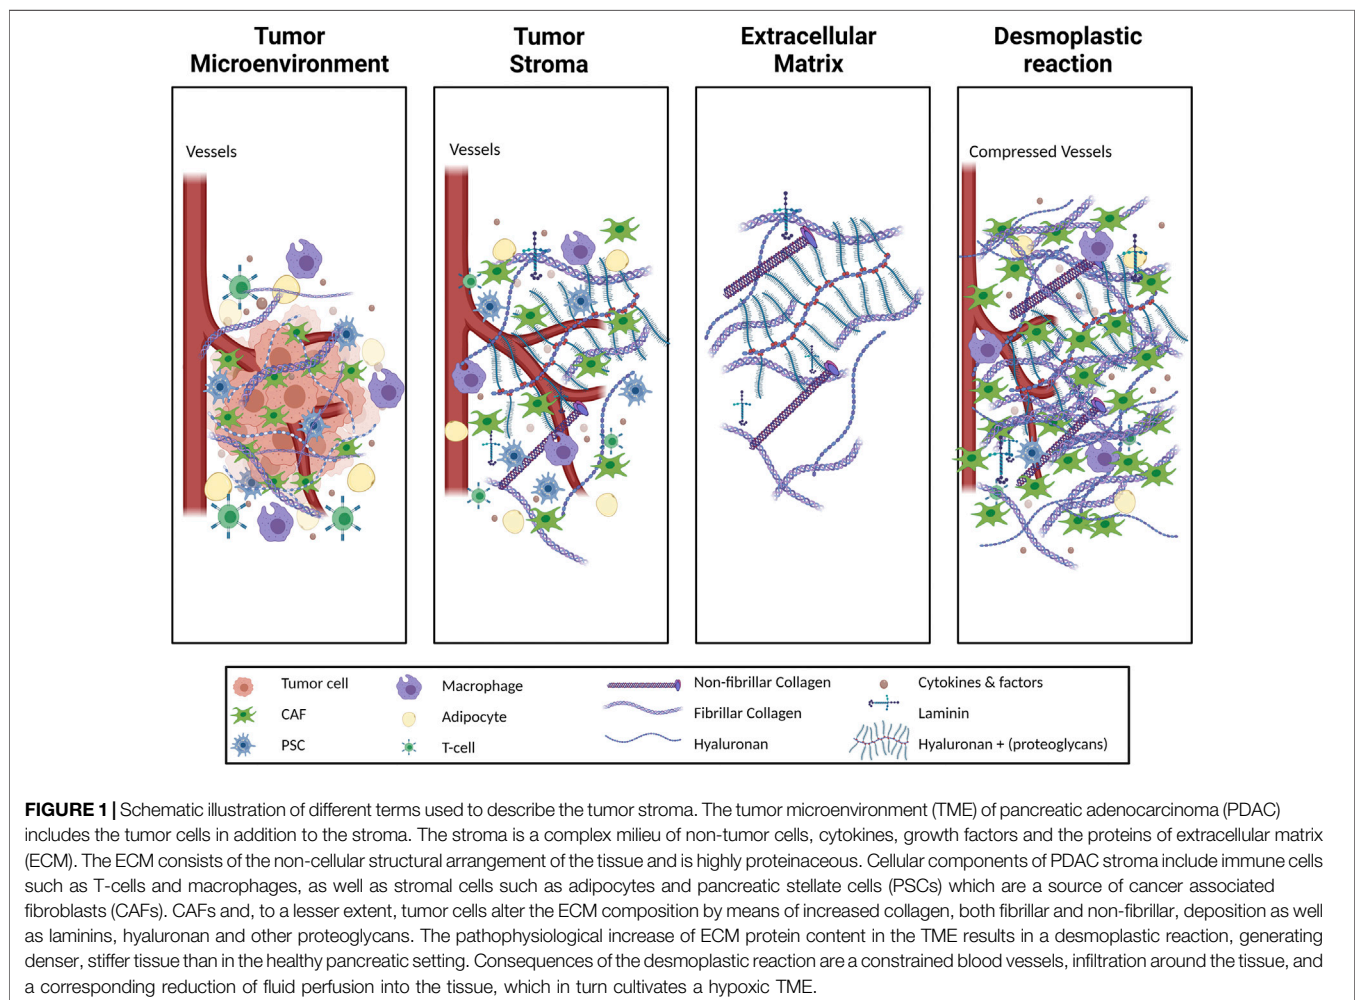 Tumor
Microenvironment
Tumor
Stroma
Extracellular
Matrix
Desmoplastic
reaction
Vessels
Vessels
Compressed Vessels
Tumor cell
CAF
PSC
Macrophage
Adipocyte
T-cell
Non-fibrillar Collagen
Fibrillar Collagen
Hyaluronan
Cytokines & factors
Laminin
Hyaluronan + (proteoglycans)
FIGURE 1 | Schematic illustration of different terms used to describe the tumor stroma. The tumor microenvironment (TME) of pancreatic adenocarcinoma (PDAC)
includes the tumor cells in addition to the stroma. The stroma is a complex milieu of non-tumor cells, cytokines, growth factors and the proteins of extracellular matrix
(ECM). The ECM consists of the non-cellular structural arrangement of the tissue and is highly proteinaceous. Cellular components of PDAC stroma include immune cells
such as T-cells and macrophages, as well as stromal cells such as adipocytes and pancreatic stellate cells (PSCs) which are a source of cancer associated
fibroblasts (CAFs). CAFs and, to a lesser extent, tumor cells alter the ECM composition by means of increased collagen, both fibrillar and non-fibrillar, deposition as well
as laminins, hyaluronan and other proteoglycans. The pathophysiological increase of ECM protein content in the TME results in a desmoplastic reaction, generating
denser, stiffer tissue than in the healthy pancreatic setting. Consequences of the desmoplastic reaction are a constrained blood vessels, infiltration around the tissue, and
a corresponding reduction of fluid perfusion into the tissue, which in turn cultivates a hypoxic TME.